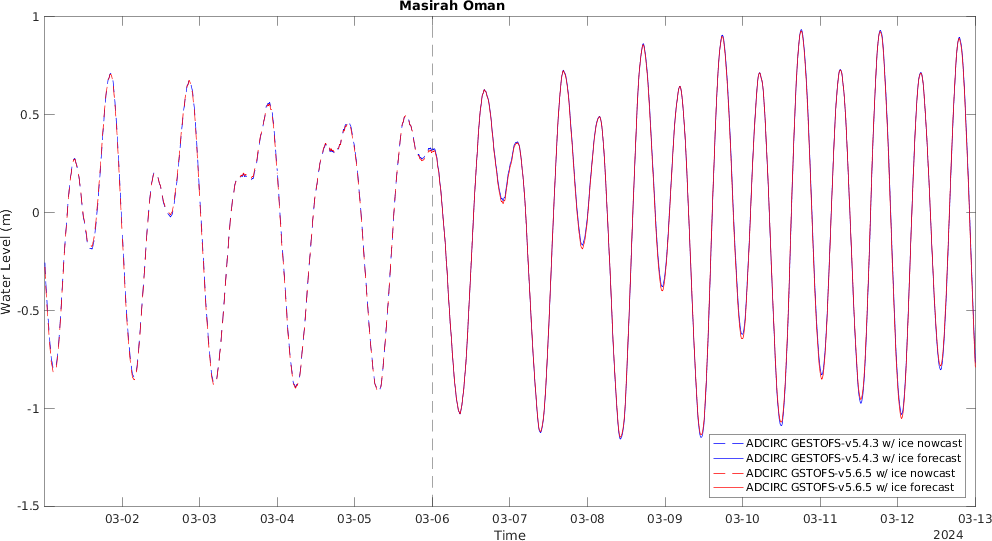 Masirah Oman
1
0.5
0
-0.5
-1
-1.5
Water Level (m)
03-02 03-03 03-04 03-05 03-06 03-07 03-08 03-09 03-10 03-11 03-12 03-13
Time
2024
ADCIRC GESTOFS-v5.4.3 w/ ice nowcast
ADCIRC GESTOFS-v5.4.3 w/ ice forecast
ADCIRC GSTOFS-v5.6.5 w/ ice nowcast
ADCIRC GSTOFS-v5.6.5 w/ ice forecast